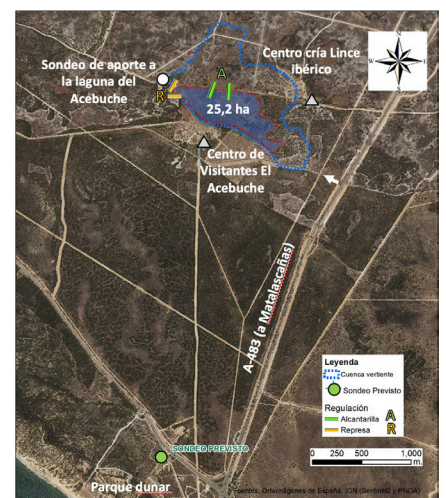 Centro cría Lince
ibérico
Sondeo de aporte a
la laguna del
Acebuche
N
W
E
S
A
R
25,2 ha
Centro de
Visitantes El
Acebuche
A-483 (a Matalascañas)
Leyenda
Cuenca vertiente
Sondeo Previsto
Regulación
Alcantarilla A
Represa R
0 250 500 1,000
m.
SONDEO PREVISTO
Parque dunar
Fuentes: Ortoimágenes de España, IGN (Sentinel2 y PNOA)